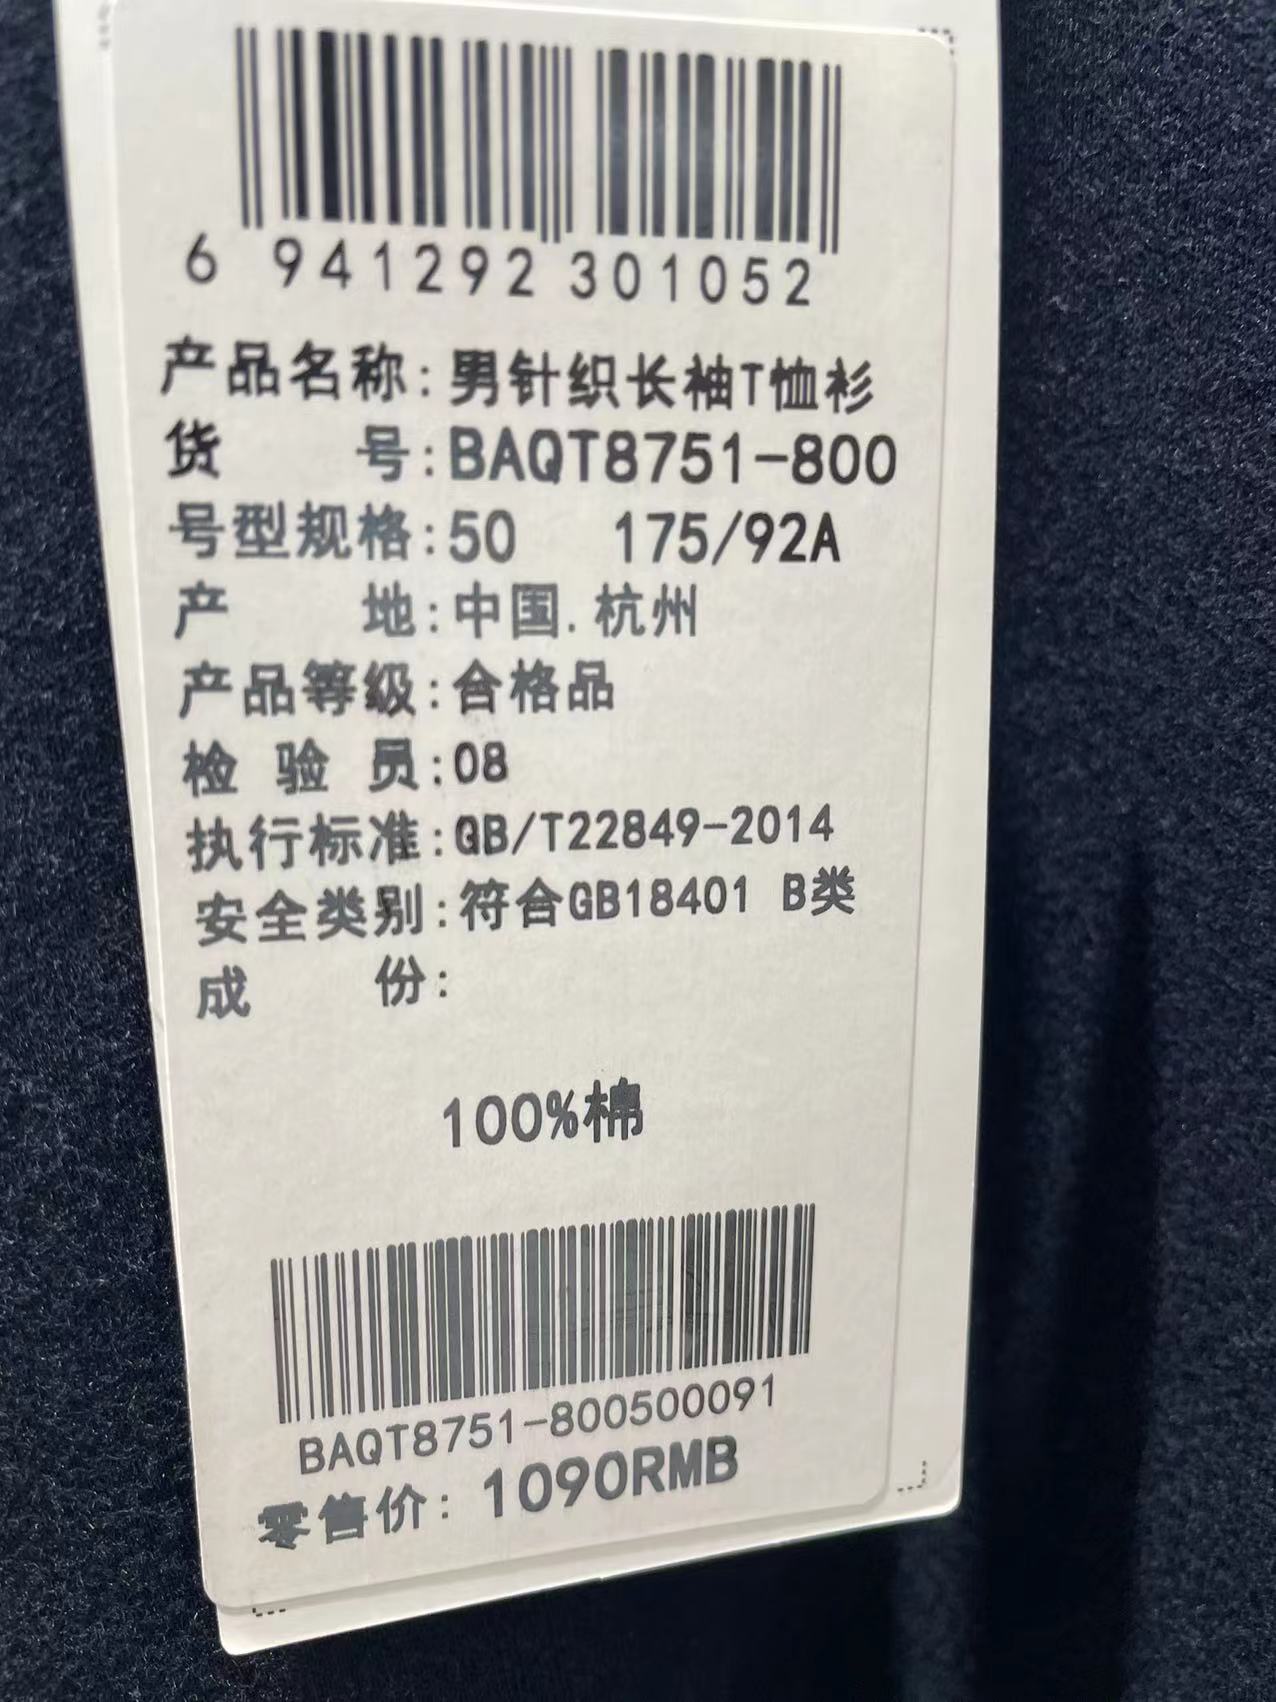 6 941292 301052
产品名称:男针织长袖T恤衫
货 号:BAQT8751-800
号型规格:50 175/92A
产 地:中国.杭州
产品等级:合格品
检 验 员:08
执行标准:GB/T22849-2014
安全类别:符合GB18401 B类
成 份:
100%棉
BAQT8751-800500091
零售价: 1090RMB